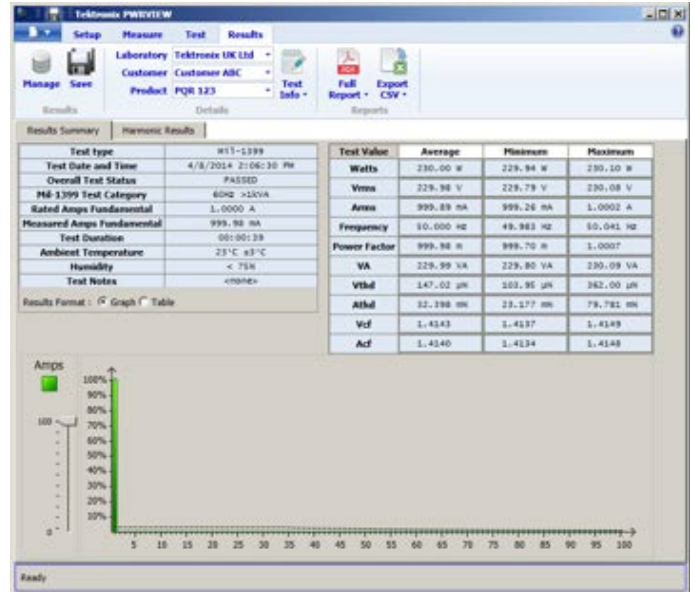 Tektronix PWRVIEW
Setup Measure Test Results
Manage Save
Laboratory Tektronix UK Ltd
Customer Customer ABC
Product PQR 123
Test Info
Full Report
Export CSV
Results Details Reports
Results Summary Harmonic Results
Test type Mil-1399
Test Date and Time 4/8/2014 2:06:30 PM
Overall Test Status PASSED
Mil-1399 Test Category 60Hz >1kVA
Rated Amps Fundamental 1.0000 A
Measured Amps Fundamental 999.98 mA
Test Duration 00:00:39
Ambient Temperature 23°C ±3°C
Humidity < 75%
Test Notes <none>
Results Format : Graph Table
Test Value Average Minimum Maximum
Watts 230.00 W 229.94 W 230.10 W
Vrms 229.98 V 229.79 V 230.08 V
Arms 999.89 mA 999.26 mA 1.0002 A
Frequency 50.000 Hz 49.983 Hz 50.041 Hz
Power Factor 999.98 m 999.70 m 1.0007
VA 229.99 VA 229.80 VA 230.09 VA
Vthd 147.02 103.95 362.00
Athd 32.398 23.177 79.781
Vcf 1.4143 1.4137 1.4149
Acf 1.4140 1.4134 1.4148
Amps
100
0
100%
90%
80%
70%
60%
50%
40%
30%
20%
10%
5 10 15 20 25 30 35 40 45 50 55 60 65 70 75 80 85 90 95 100
Ready